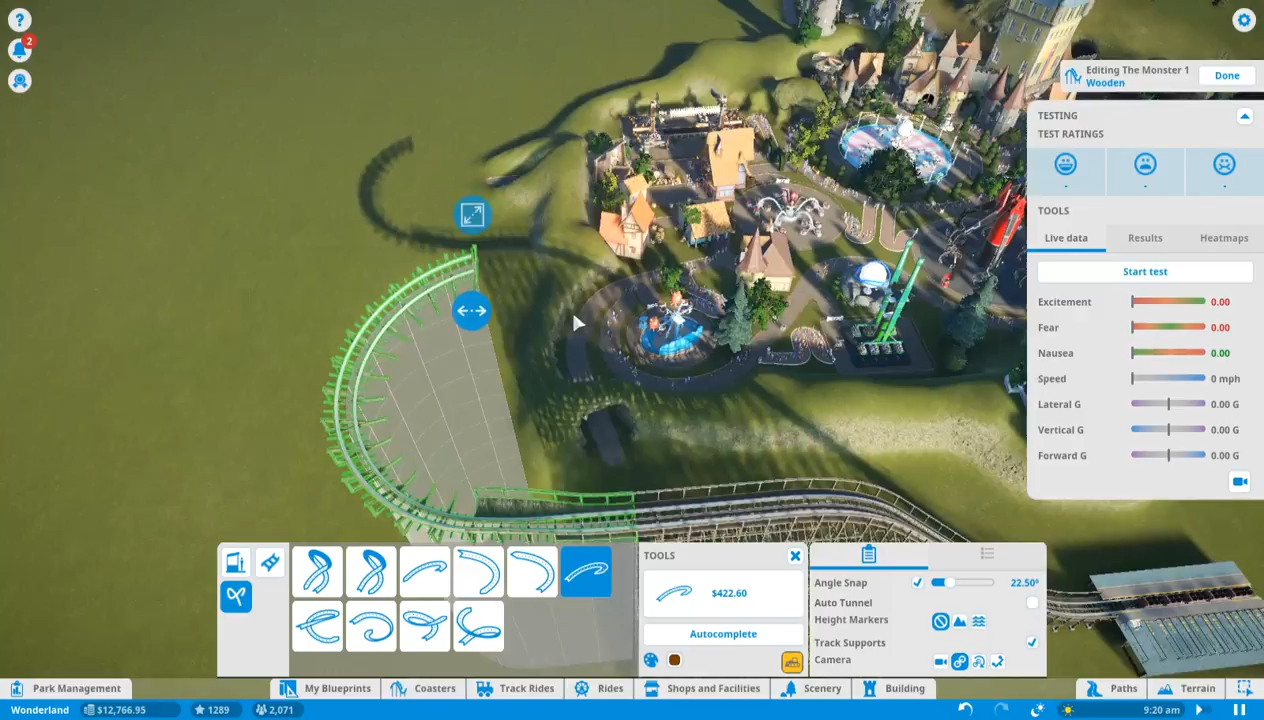 ?
2
Editing The Monster 1
Wooden
Done
TESTING
TEST RATINGS
- - -
TOOLS
Live data Results Heatmaps
Start test
Excitement 0.00
Fear 0.00
Nausea 0.00
Speed 0 mph
Lateral G 0.00 G
Vertical G 0.00 G
Forward G 0.00 G
TOOLS
$422.60
Autocomplete
Angle Snap 22.50°
Auto Tunnel
Height Markers
Track Supports
Camera
Park Management My Blueprints Coasters Track Rides Rides Shops and Facilities Scenery Building Paths Terrain
Wonderland $12,766.95 1289 2,071 9:20 am